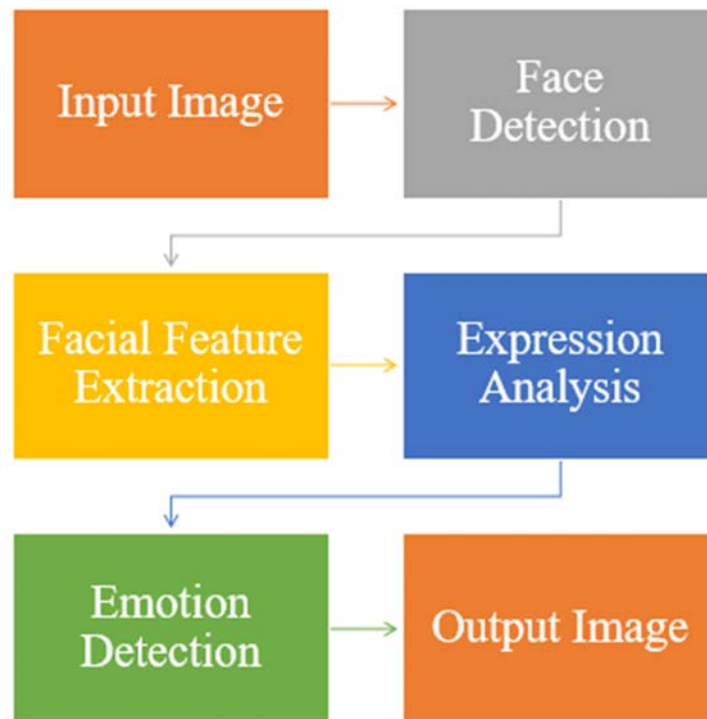 Input Image
Face
Detection
Facial Feature
Extraction
Expression
Analysis
Emotion
Detection
Output Image